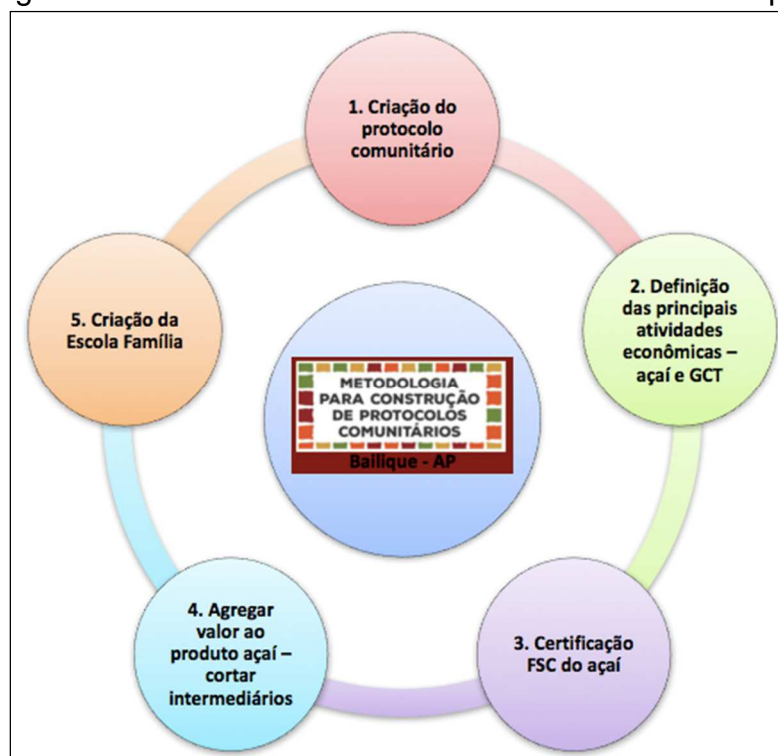 1. Criação do
protocolo
comunitário
2. Definição
das principais
atividades
econômicas –
açaí e GCT
3. Certificação
FSC do açaí
4. Agregar
valor ao
produto açaí –
cortar
intermediários
5. Criação da
Escola Família
METODOLOGIA
PARA CONSTRUÇÃO
DE PROTOCOLOS
COMUNITÁRIOS
Bailique - AP